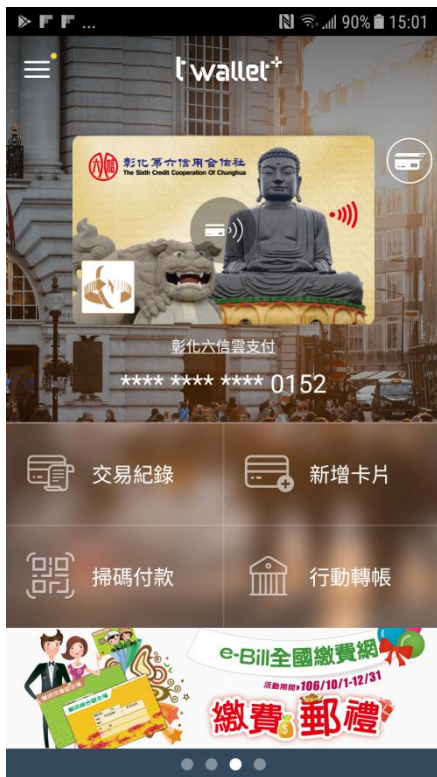 90% 15:01
t wallet+
彰化第六信用合作社
The Sixth Credit Cooperation Of Chunghua
彰化六信雲支付
**** **** **** 0152
交易紀錄
新增卡片
掃碼付款
行動轉帳
e-Bill全國繳費網
活動期間▸106/10/1-12/31
繳費 郵禮